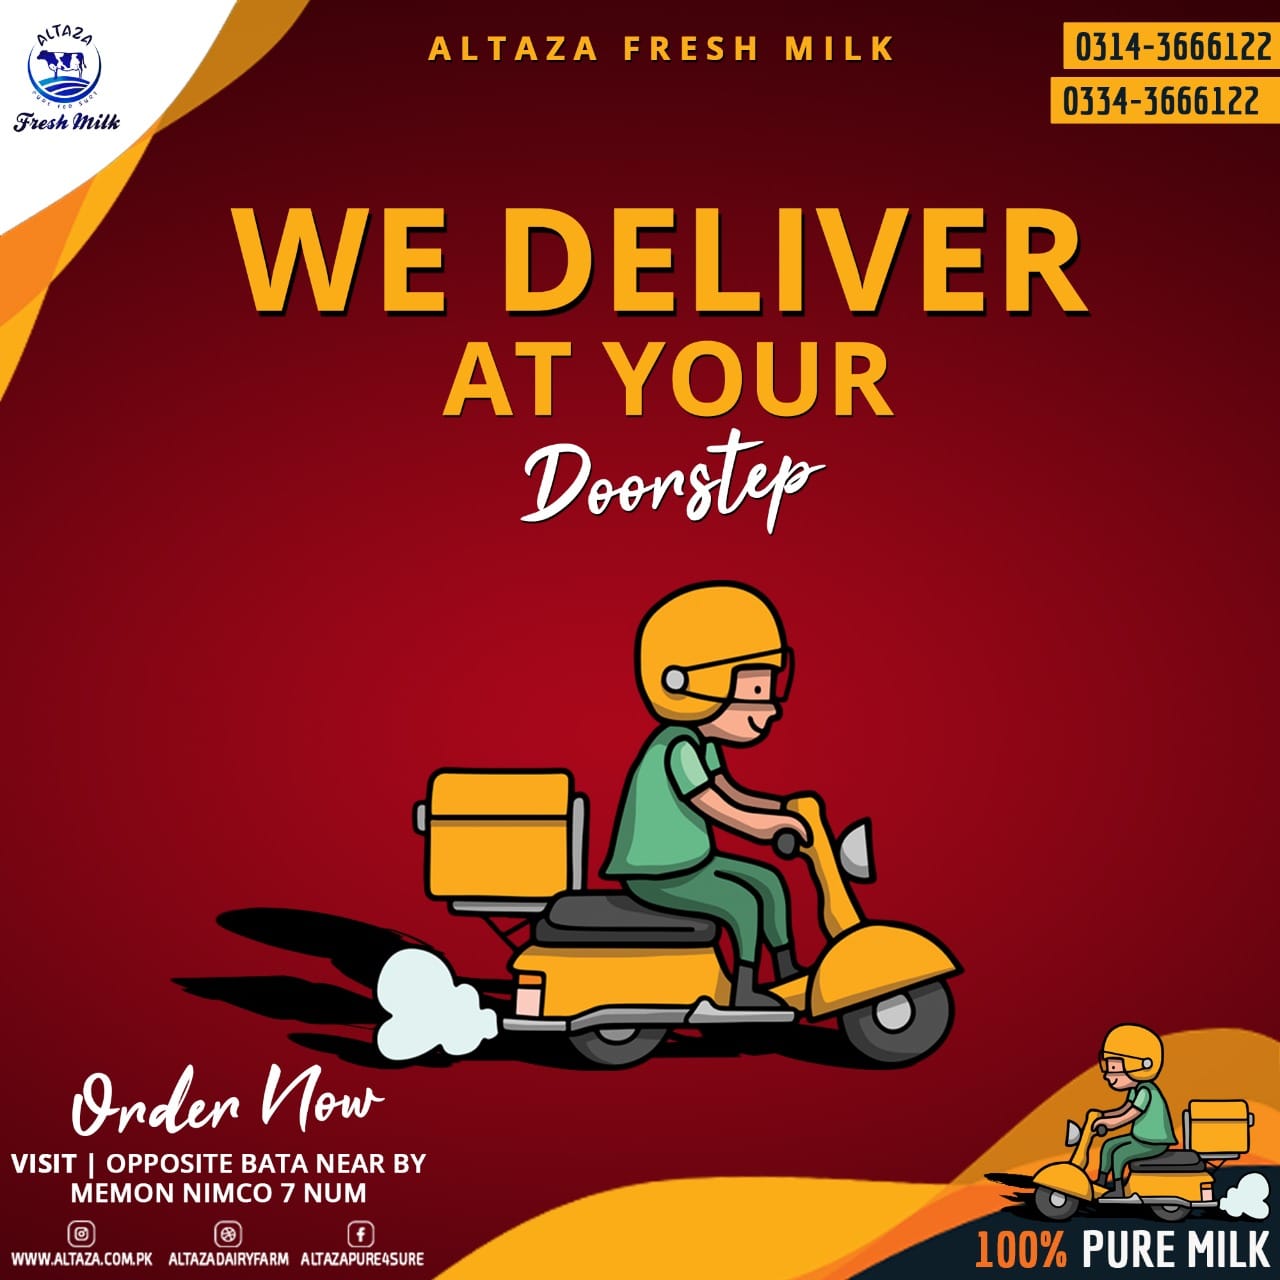 ALTAZA
PURE FOR SURE
Fresh Milk
ALTAZA FRESH MILK
0314-3666122
0334-3666122
WE DELIVER
AT YOUR
Doorstep
Order Now
VISIT | OPPOSITE BATA NEAR BY
MEMON NIMCO 7 NUM
WWW.ALTAZA.COM.PK ALTAZADAIRYFARM ALTAZAPURE4SURE
100% PURE MILK